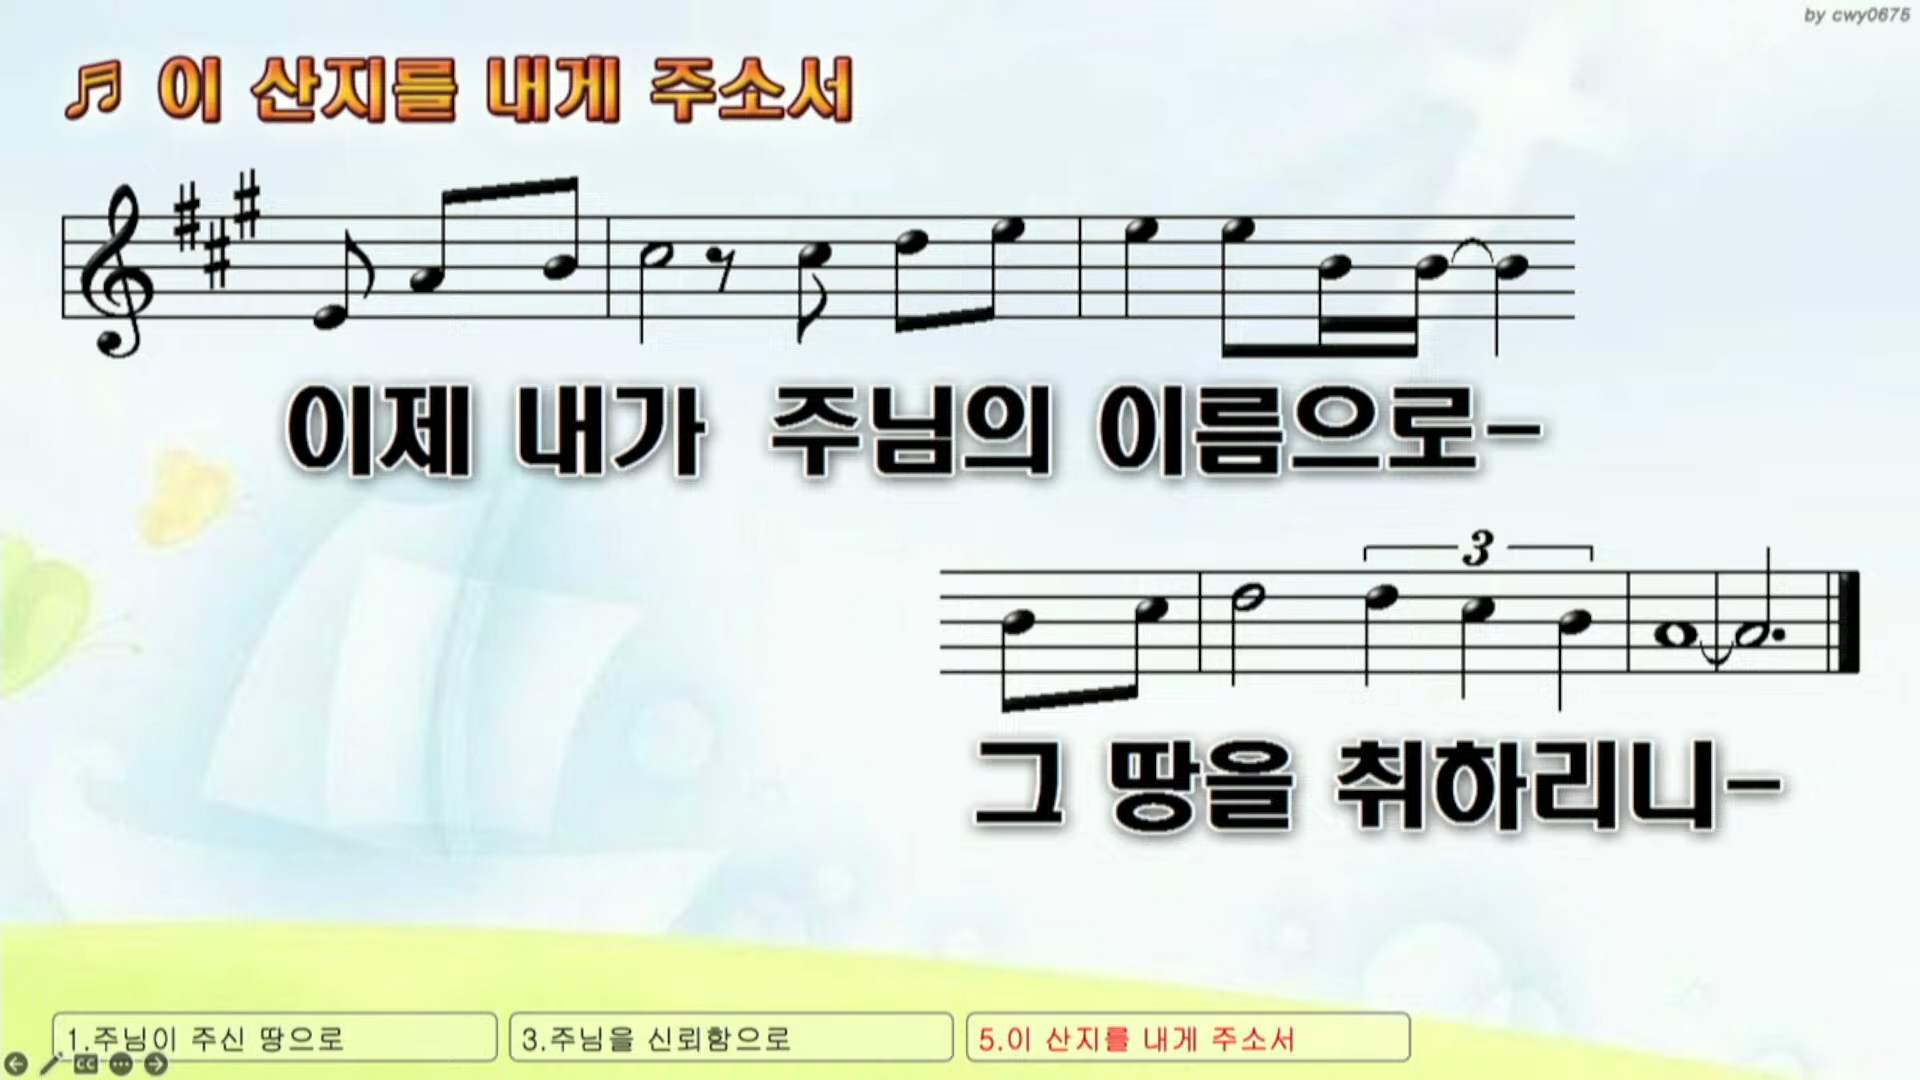 by cwy0675
이 산지를 내게 주소서
이제 내가 주님의 이름으로-
3
그 땅을 취하리니-
1.주님이 주신 땅으로
3.주님을 신뢰함으로
5.이 산지를 내게 주소서
CC